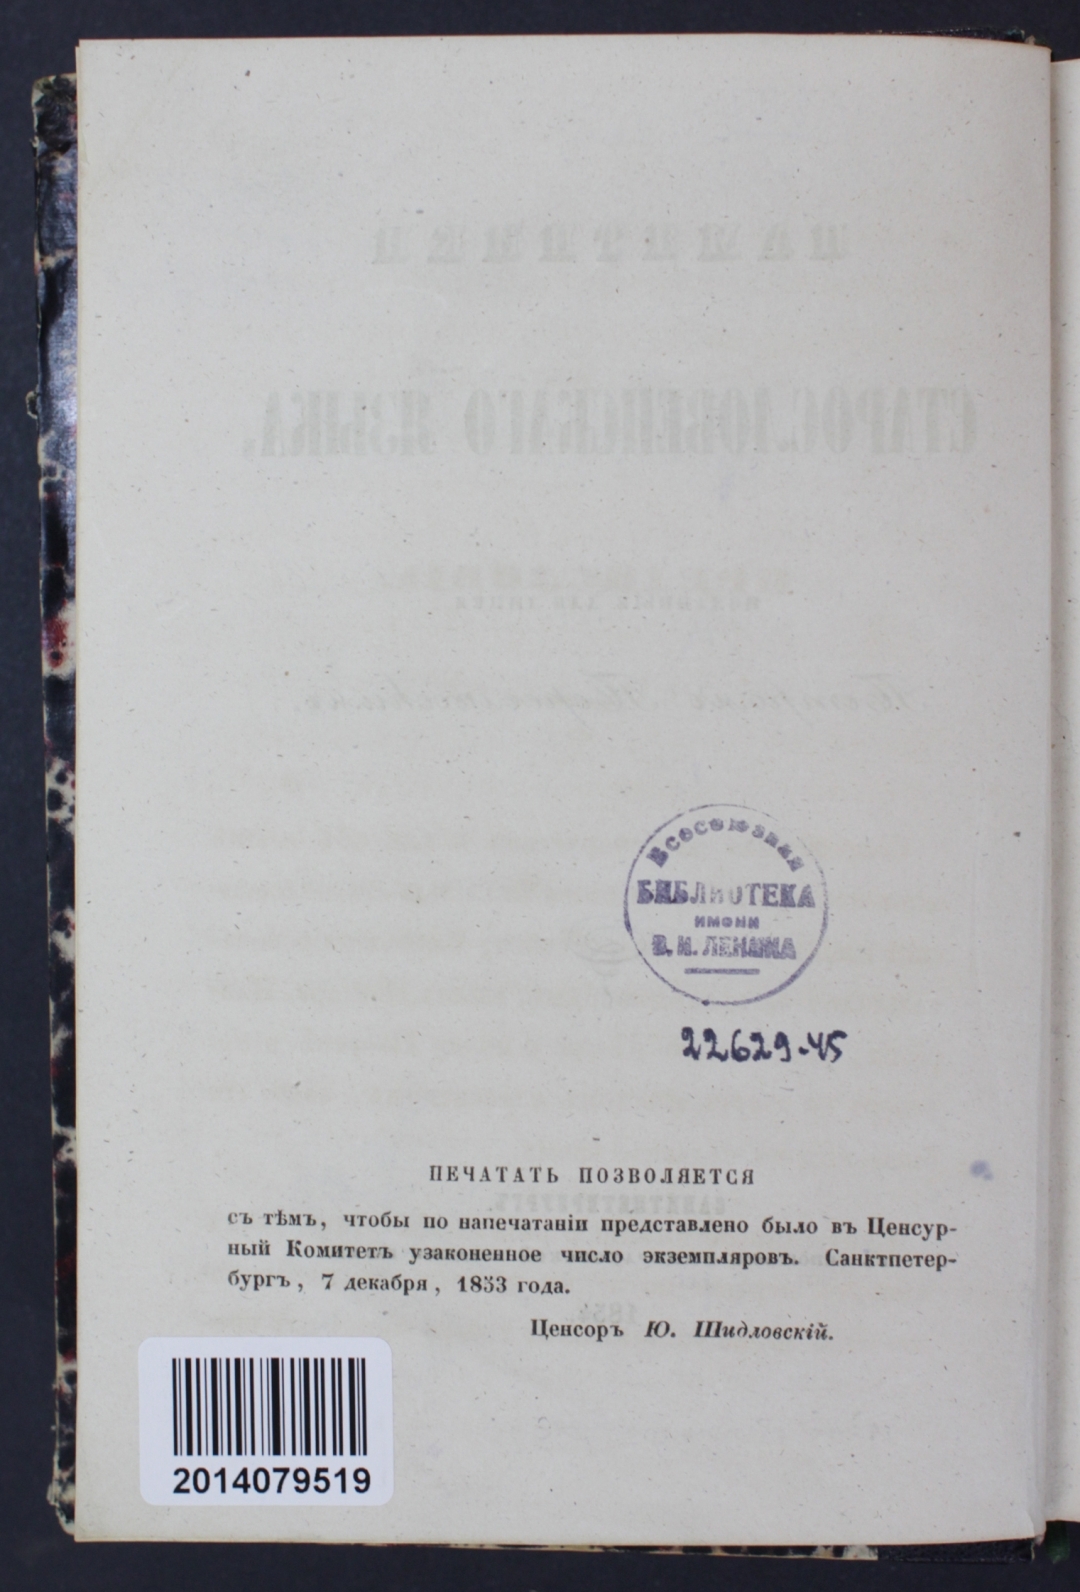 Всесоюзная
БИБЛИОТЕКА
ИМЕНИ
В. И. ЛЕНИНА
22629-45
ПЕЧАТАТЬ ПОЗВОЛЯЕТСЯ
съ тѣмъ, чтобы по напечатаніи представлено было въ Ценсур-
ный Комитетъ узаконенное число экземпляровъ. Санктпетер-
бургъ, 7 декабря, 1853 года.
Ценсоръ Ю. Шидловскій.
2014079519